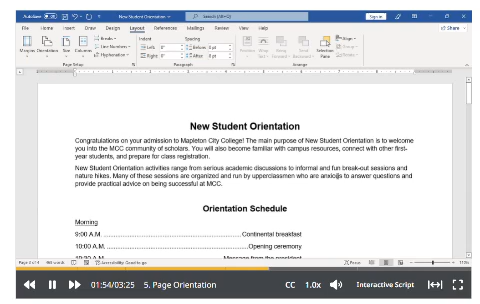 AutoSave Off New Student Orientation Search (Alt+Q) Sign in
File Home Insert Draw Design Layout References Mailings Review View Help Share
Breaks Indent Spacing Align
Line Numbers Left: 0" Before: 0 pt
Margins Orientation Size Columns Hyphenation Right: 0" After: 0 pt Position Wrap Text Bring Forward Send Backward Selection Pane Group Rotate
Page Setup Paragraph Arrange
New Student Orientation
Congratulations on your admission to Mapleton City College! The main purpose of New Student Orientation is to welcome
you into the MCC community of scholars. You will also become familiar with campus resources, connect with other first-
year students, and prepare for class registration.
New Student Orientation activities range from serious academic discussions to informal and fun break-out sessions and
nature hikes. Many of these sessions are organized and run by upperclassmen who are anxious to answer questions and
provide practical advice on being successful at MCC.
Orientation Schedule
Morning
9:00 A.M. Continental breakfast
10:00 A.M. Opening ceremony
10:30 A.M. Message from the president
Accessibility: Good to go Focus 110%
01:54/03:25 5. Page Orientation CC 1.0x Interactive Script